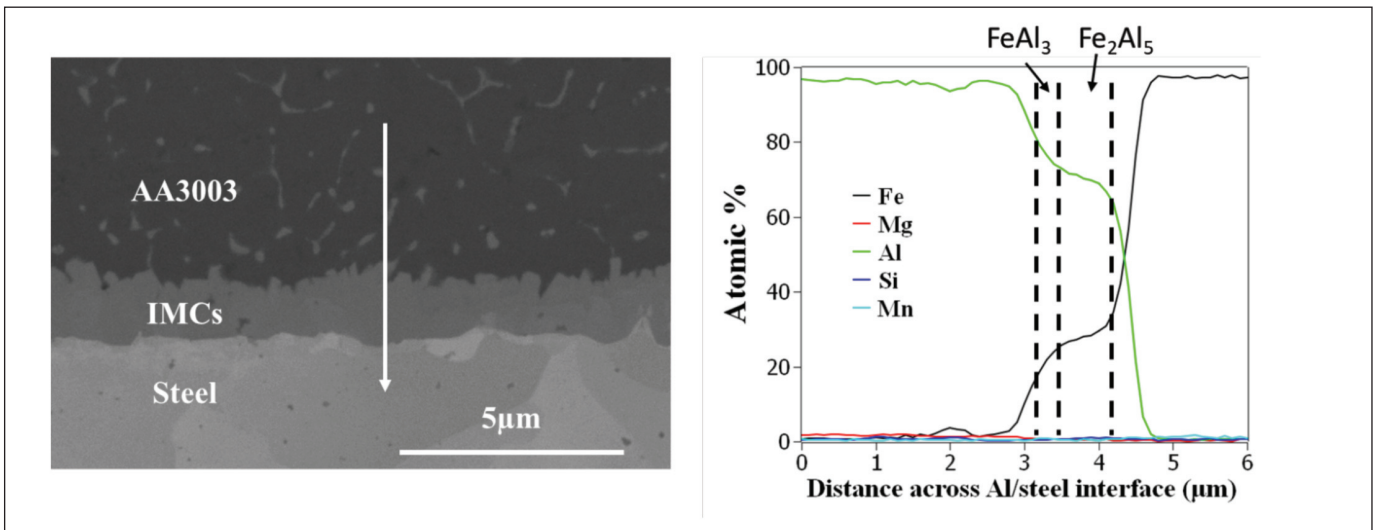 AA3003
IMCs
Steel
5μm
FeAl₃ Fe₂Al₅
100
80
60
40
20
0
Atomic %
Fe
Mg
Al
Si
Mn
0 1 2 3 4 5 6
Distance across Al/steel interface (μm)